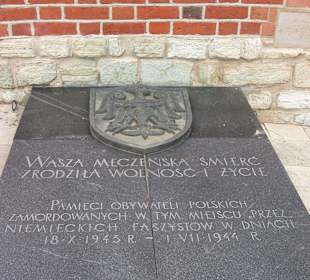 WASZA MĘCZEŃSKA ŚMIERĆ
ZRODZIŁA WOLNOŚĆ I ŻYCIE
PAMIĘCI OBYWATELI POLSKICH
ZAMORDOWANYCH W TYM MIEJSCU PRZEZ
NIEMIECKICH FASZYSTÓW W DNIACH
18 X 1943 R. – 1 VII 1944 R.